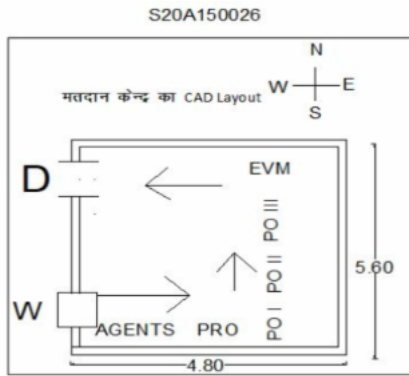 S20A150026
N
W E
S
मतदान केन्द्र का CAD Layout
D
EVM
PO III
PO II
PO I
5.60
W
AGENTS PRO
4.80